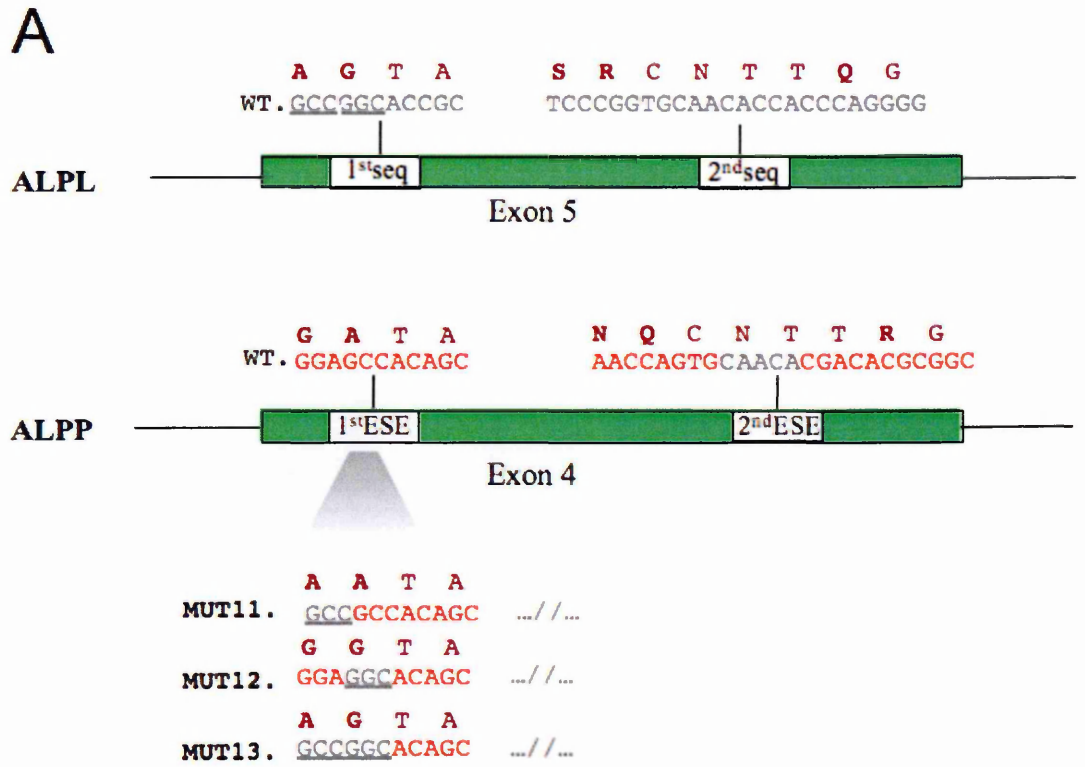 A
A G T A S R C N T T Q G
WT. GCCGGCACCGC TCCCGGTGCAACACCACCCAGGGG
ALPL 1stseq 2ndseq
Exon 5
G A T A N Q C N T T R G
WT. GGAGCCACAGC AACCAGTGCAACACGACACGCGGC
ALPP 1stESE 2ndESE
Exon 4
A A T A
MUT11. GCCGCCACAGC ...//...
G G T A
MUT12. GGAGGCACAGC ...//...
A G T A
MUT13. GCCGGCACAGC ...//...